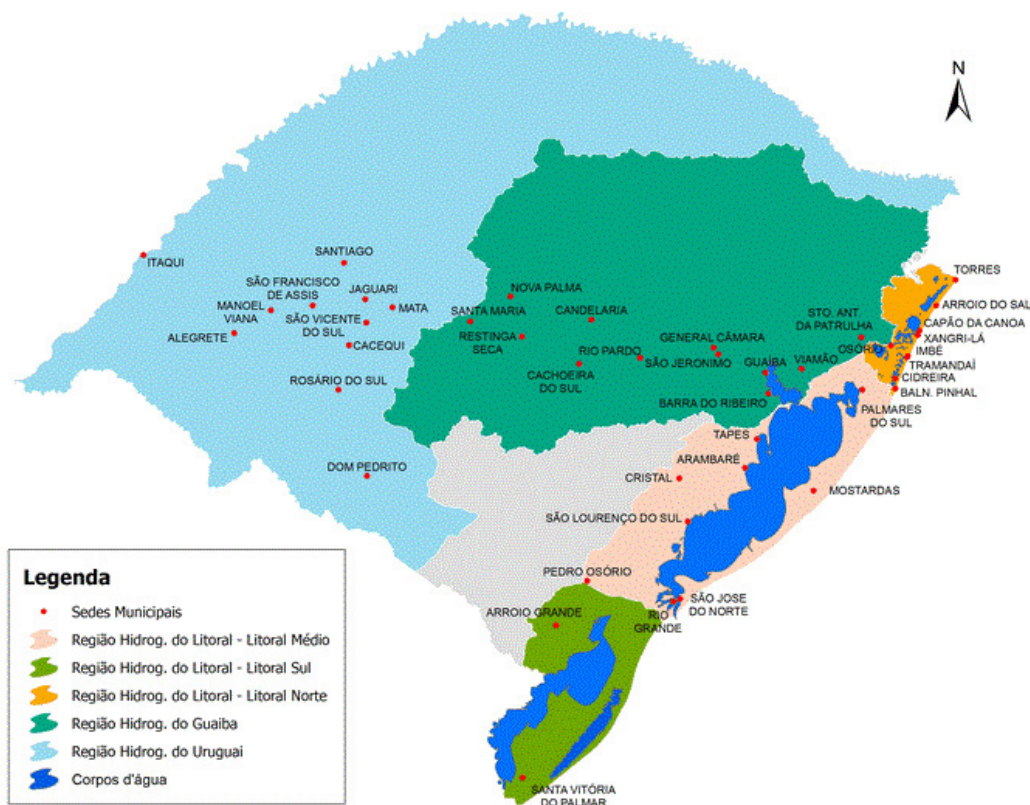 N
ITAQUI
SANTIAGO
SÃO FRANCISCO
DE ASSIS
JAGUARI
MANOEL
VIANA
MATA
SÃO VICENTE
DO SUL
ALEGRETE
CACEQUI
ROSÁRIO DO SUL
DOM PEDRITO
NOVA PALMA
SANTA MARIA
CANDELARIA
RESTINGA
SECA
RIO PARDO
CACHOEIRA
DO SUL
GENERAL CÂMARA
SÃO JERONIMO
GUAÍBA
VIAMÃO
BARRA DO RIBEIRO
STO. ANT
DA PATRULHA
OSÓRIO
TORRES
ARROIO DO SAL
CAPÃO DA CANOA
XANGRI-LÁ
IMBÉ
TRAMANDAÍ
CIDREIRA
BALN. PINHAL
PALMARES
DO SUL
TAPES
ARAMBARÉ
CRISTAL
MOSTARDAS
SÃO LOURENÇO DO SUL
PEDRO OSÓRIO
SÃO JOSE
DO NORTE
RIO
GRANDE
ARROIO GRANDE
SANTA VITÓRIA
DO PALMAR
Legenda
Sedes Municipais
Região Hidrog. do Litoral - Litoral Médio
Região Hidrog. do Litoral - Litoral Sul
Região Hidrog. do Litoral - Litoral Norte
Região Hidrog. do Guaiba
Região Hidrog. do Uruguai
Corpos d'água